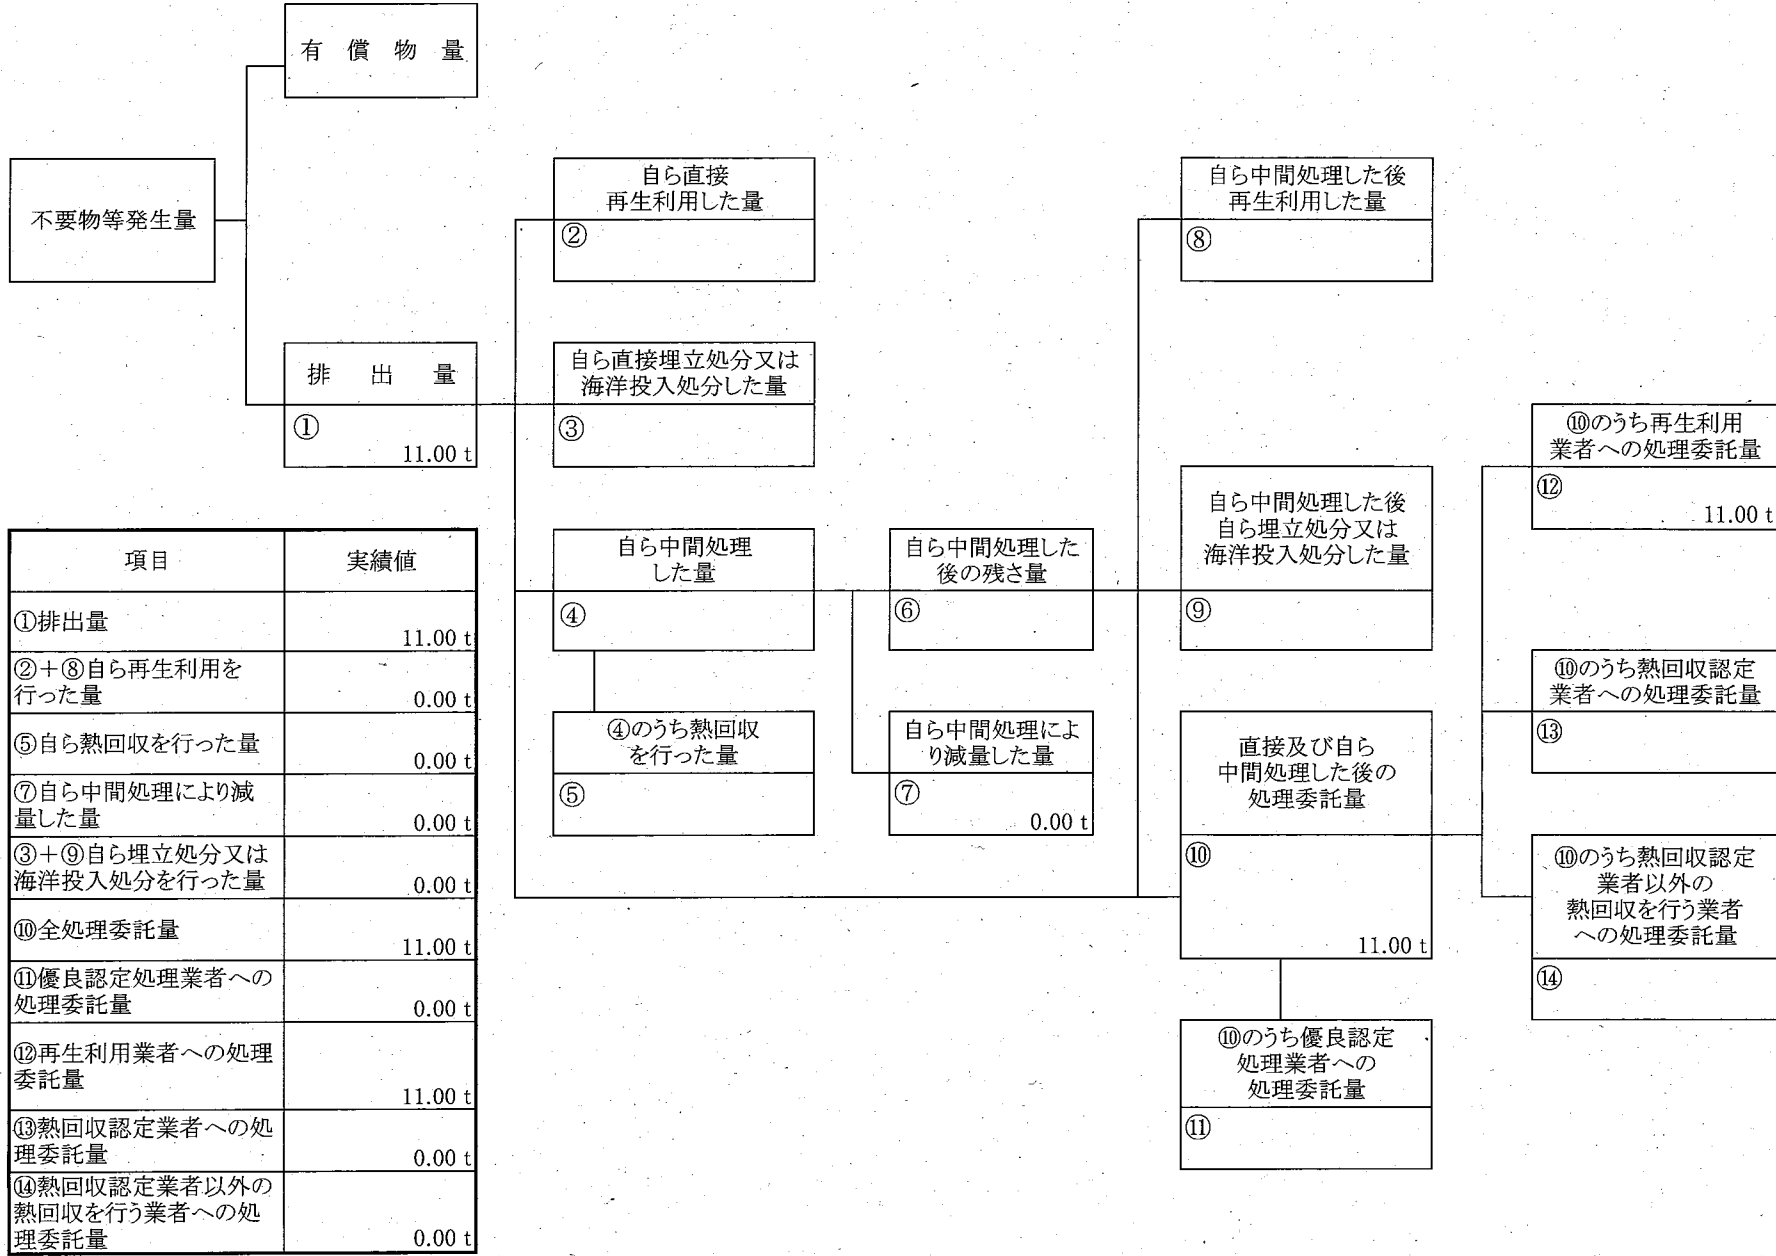 有償物量
不要物等発生量
排出量
①
11.00 t
自ら直接
再生利用した量
②
自ら直接埋立処分又は
海洋投入処分した量
③
自ら中間処理
した量
④
④のうち熱回収
を行った量
⑤
自ら中間処理した
後の残さ量
⑥
自ら中間処理によ
り減量した量
⑦
0.00 t
自ら中間処理した後
再生利用した量
⑧
自ら中間処理した後
自ら埋立処分又は
海洋投入処分した量
⑨
直接及び自ら
中間処理した後の
処理委託量
⑩
11.00 t
⑩のうち優良認定
処理業者への
処理委託量
⑪
⑩のうち再生利用
業者への処理委託量
⑫
11.00 t
⑩のうち熱回収認定
業者への処理委託量
⑬
⑩のうち熱回収認定
業者以外の
熱回収を行う業者
への処理委託量
⑭
項目 実績値
①排出量
11.00 t
②+⑧自ら再生利用を
行った量
0.00 t
⑤自ら熱回収を行った量
0.00 t
⑦自ら中間処理により減
量した量
0.00 t
③+⑨自ら埋立処分又は
海洋投入処分を行った量
0.00 t
⑩全処理委託量
11.00 t
⑪優良認定処理業者への
処理委託量
0.00 t
⑫再生利用業者への処理
委託量
11.00 t
⑬熱回収認定業者への処
理委託量
0.00 t
⑭熱回収認定業者以外の
熱回収を行う業者への処
理委託量
0.00 t